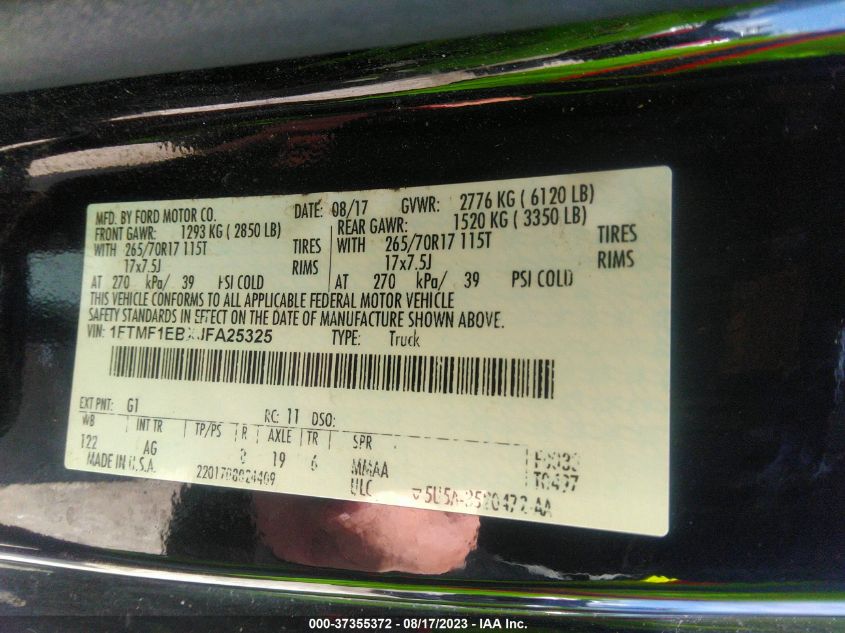 MFD. BY FORD MOTOR CO. DATE: 08/17 GVWR: 2776 KG ( 6120 LB)
FRONT GAWR: 1293 KG ( 2850 LB) REAR GAWR: 1520 KG ( 3350 LB)
WITH 265/70R17 115T TIRES WITH 265/70R17 115T TIRES
17x7.5J RIMS 17x7.5J RIMS
AT 270 kPa/ 39 PSI COLD AT 270 kPa/ 39 PSI COLD
THIS VEHICLE CONFORMS TO ALL APPLICABLE FEDERAL MOTOR VEHICLE
SAFETY STANDARDS IN EFFECT ON THE DATE OF MANUFACTURE SHOWN ABOVE.
VIN: 1FTMF1EBXJFA25325 TYPE: Truck
EXT PNT: G1 RC: 11 DSO:
WB INT TR TP/PS R AXLE TR SPR
122 AG 19 6 MMAA
MADE IN U.S.A. ULC
000-37355372 - 08/17/2023 - IAA Inc.